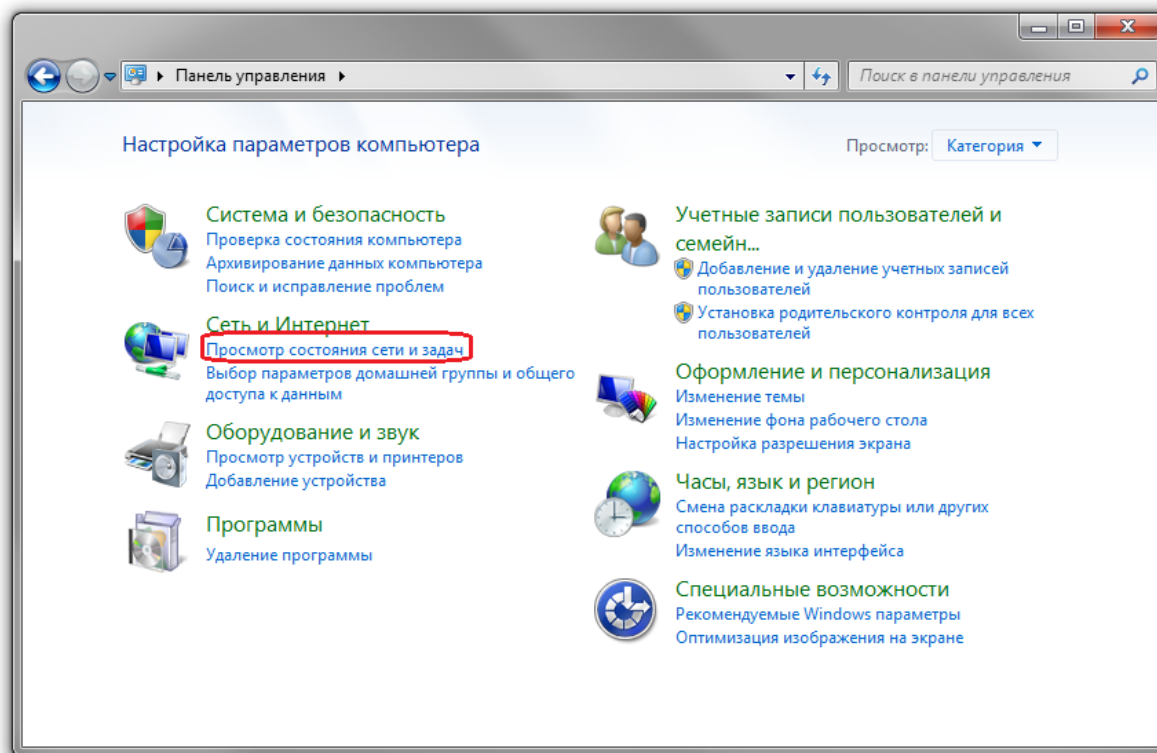 Панель управления
Поиск в панели управления
Настройка параметров компьютера
Просмотр: Категория
Система и безопасность
Проверка состояния компьютера
Архивирование данных компьютера
Поиск и исправление проблем
Сеть и Интернет
Просмотр состояния сети и задач
Выбор параметров домашней группы и общего
доступа к данным
Оборудование и звук
Просмотр устройств и принтеров
Добавление устройства
Программы
Удаление программы
Учетные записи пользователей и
семейн...
Добавление и удаление учетных записей
пользователей
Установка родительского контроля для всех
пользователей
Оформление и персонализация
Изменение темы
Изменение фона рабочего стола
Настройка разрешения экрана
Часы, язык и регион
Смена раскладки клавиатуры или других
способов ввода
Изменение языка интерфейса
Специальные возможности
Рекомендуемые Windows параметры
Оптимизация изображения на экране